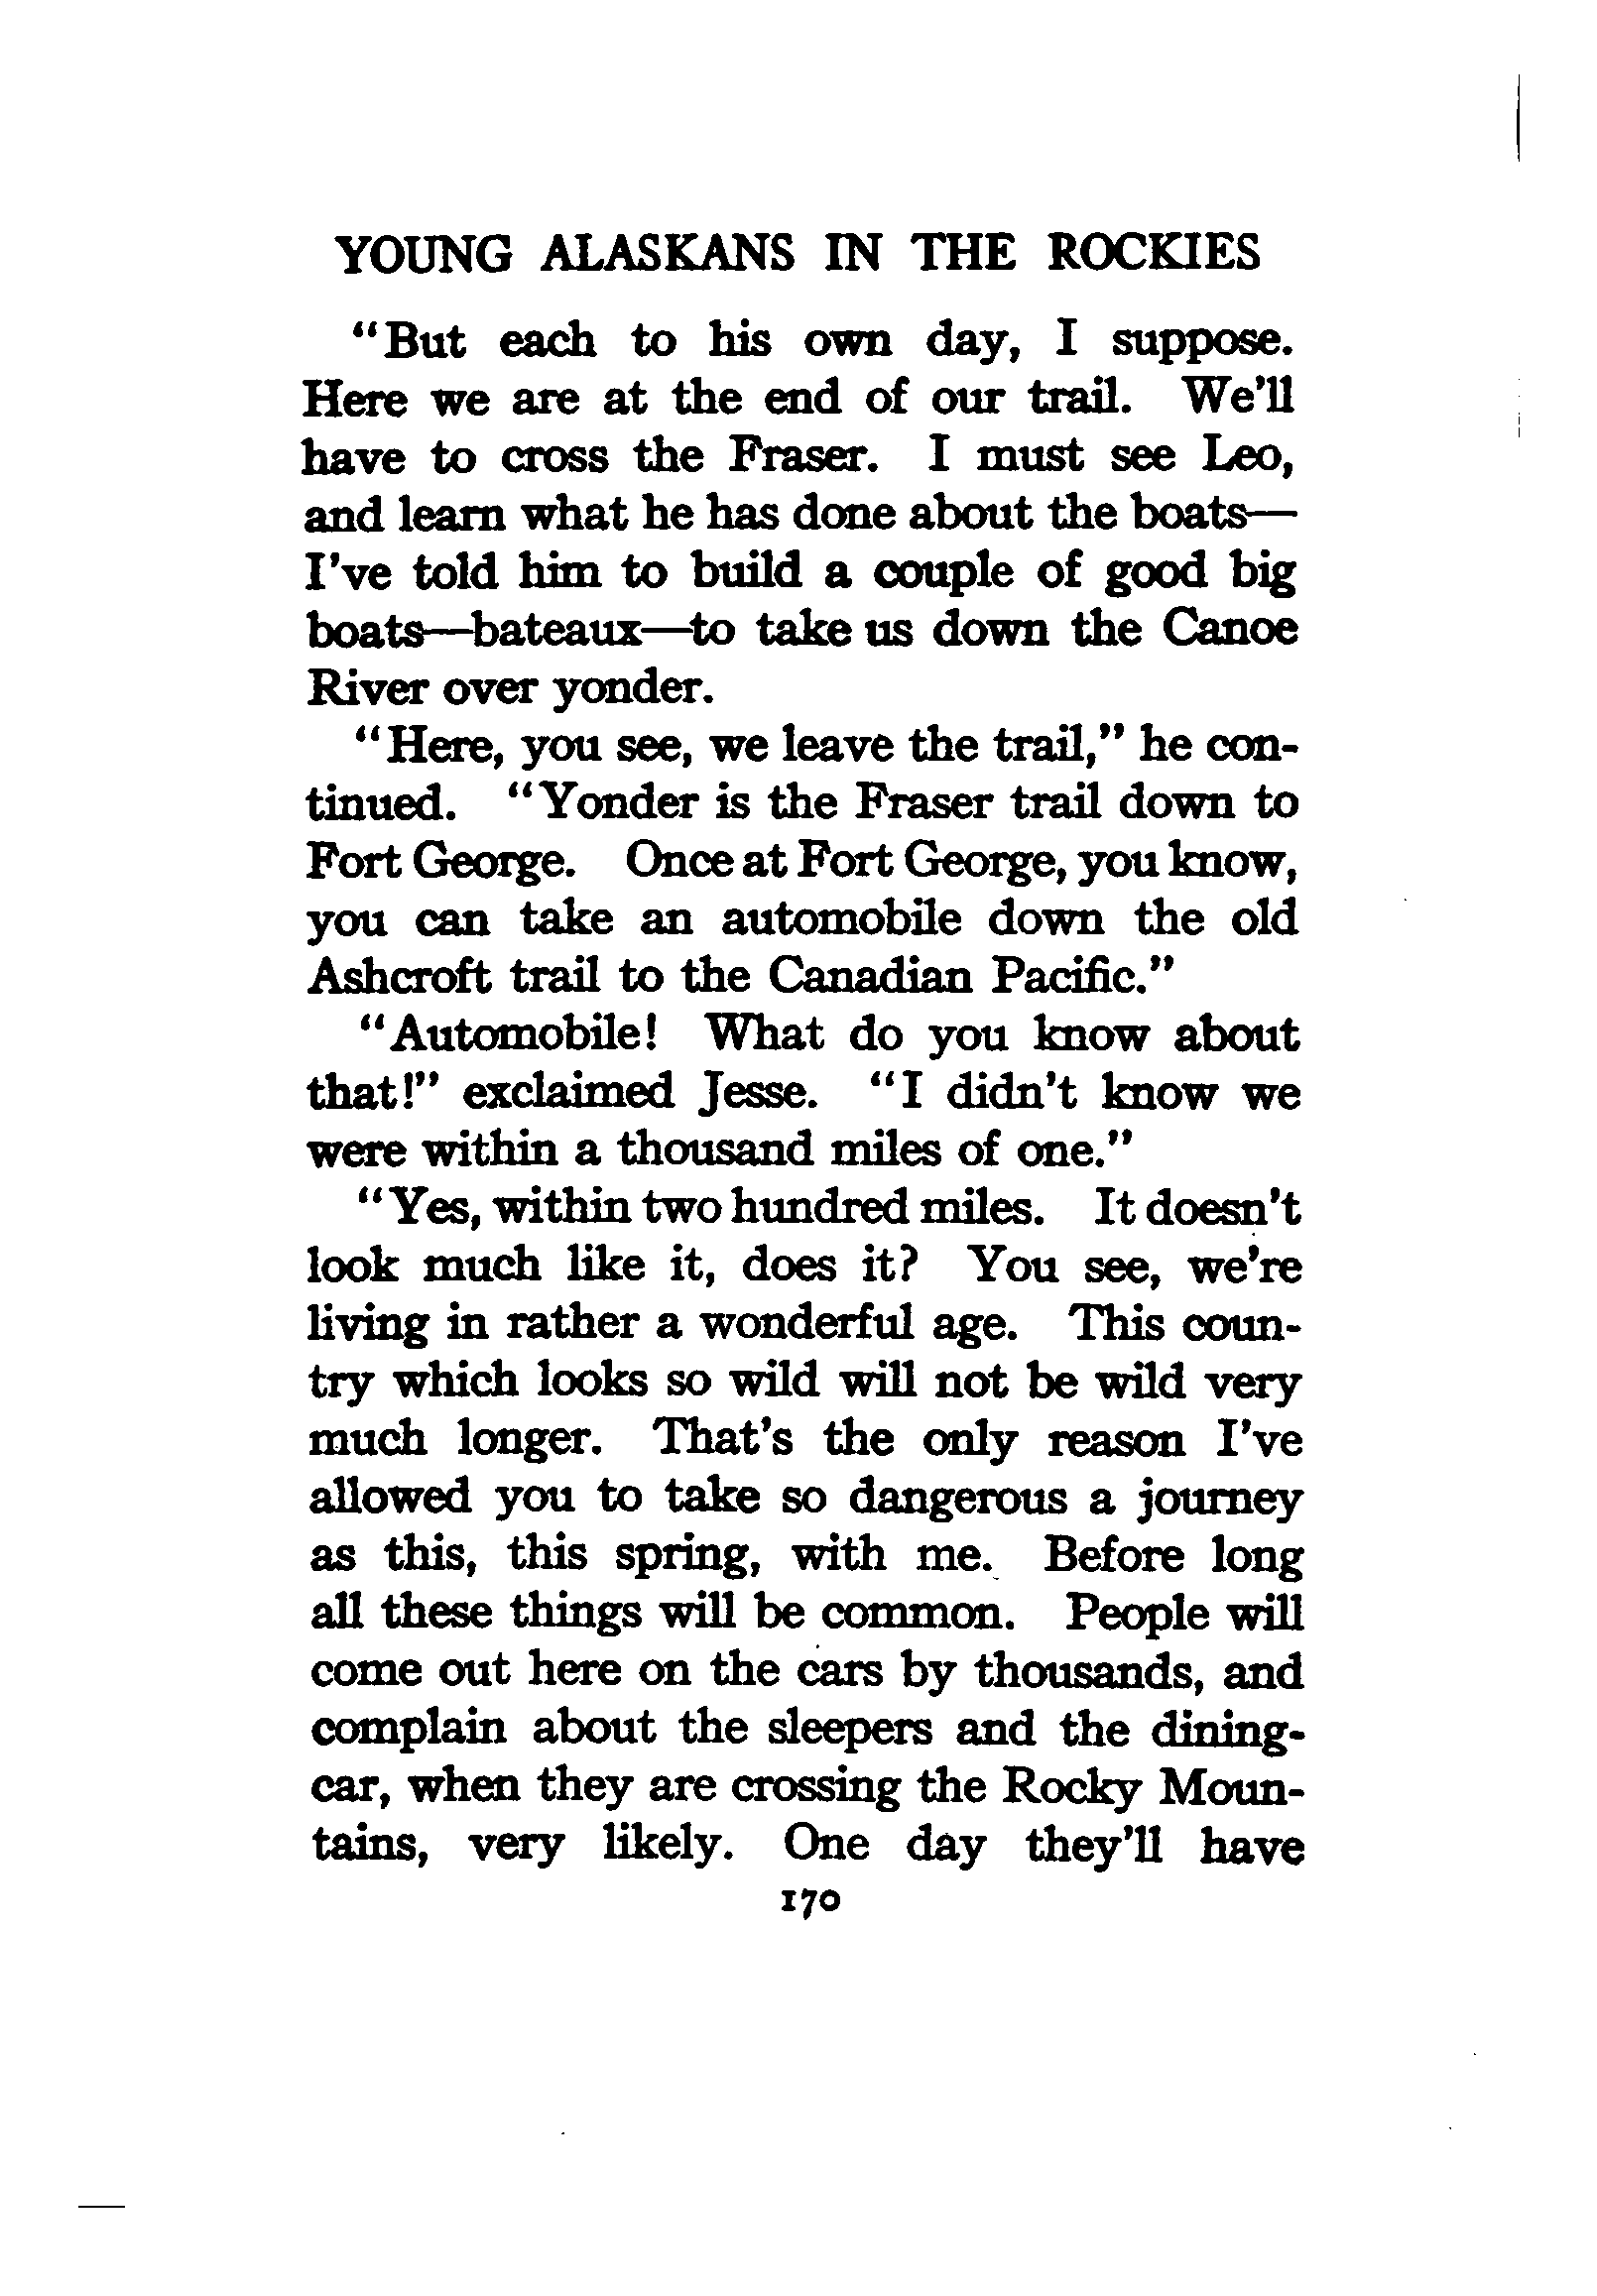 YOUNG ALASKANS IN THE ROCKIES
"But each to his own day, I suppose.
Here we are at the end of our trail. We'll
have to cross the Fraser. I must see Leo,
and learn what he has done about the boats—
I've told him to build a couple of good big
boats—bateaux—to take us down the Canoe
River over yonder.
"Here, you see, we leave the trail," he con-
tinued. "Yonder is the Fraser trail down to
Fort George. Once at Fort George, you know,
you can take an automobile down the old
Ashcroft trail to the Canadian Pacific."
"Automobile! What do you know about
that!" exclaimed Jesse. "I didn't know we
were within a thousand miles of one."
"Yes, within two hundred miles. It doesn't
look much like it, does it? You see, we're
living in rather a wonderful age. This coun-
try which looks so wild will not be wild very
much longer. That's the only reason I've
allowed you to take so dangerous a journey
as this, this spring, with me. Before long
all these things will be common. People will
come out here on the cars by thousands, and
complain about the sleepers and the dining-
car, when they are crossing the Rocky Moun-
tains, very likely. One day they'll have
170